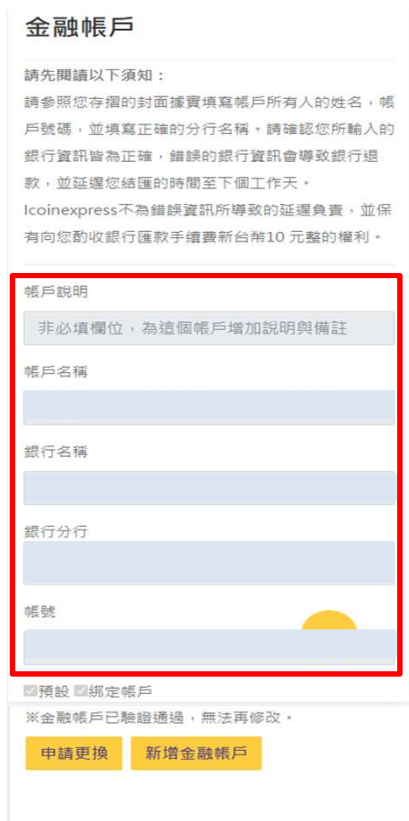 金融帳戶
請先閱讀以下須知：
請參照您存摺的封面據實填寫帳戶所有人的姓名，帳
戶號碼，並填寫正確的分行名稱。請確認您所輸入的
銀行資訊皆為正確，錯誤的銀行資訊會導致銀行退
款，並延遲您結匯的時間至下個工作天。
Icoinexpress不為錯誤資訊所導致的延遲負責，並保
有向您酌收銀行匯款手續費新台幣10 元整的權利。
帳戶說明
非必填欄位，為這個帳戶增加說明與備註
帳戶名稱
銀行名稱
銀行分行
帳號
預設 綁定帳戶
※金融帳戶已驗證通過，無法再修改。
申請更換 新增金融帳戶